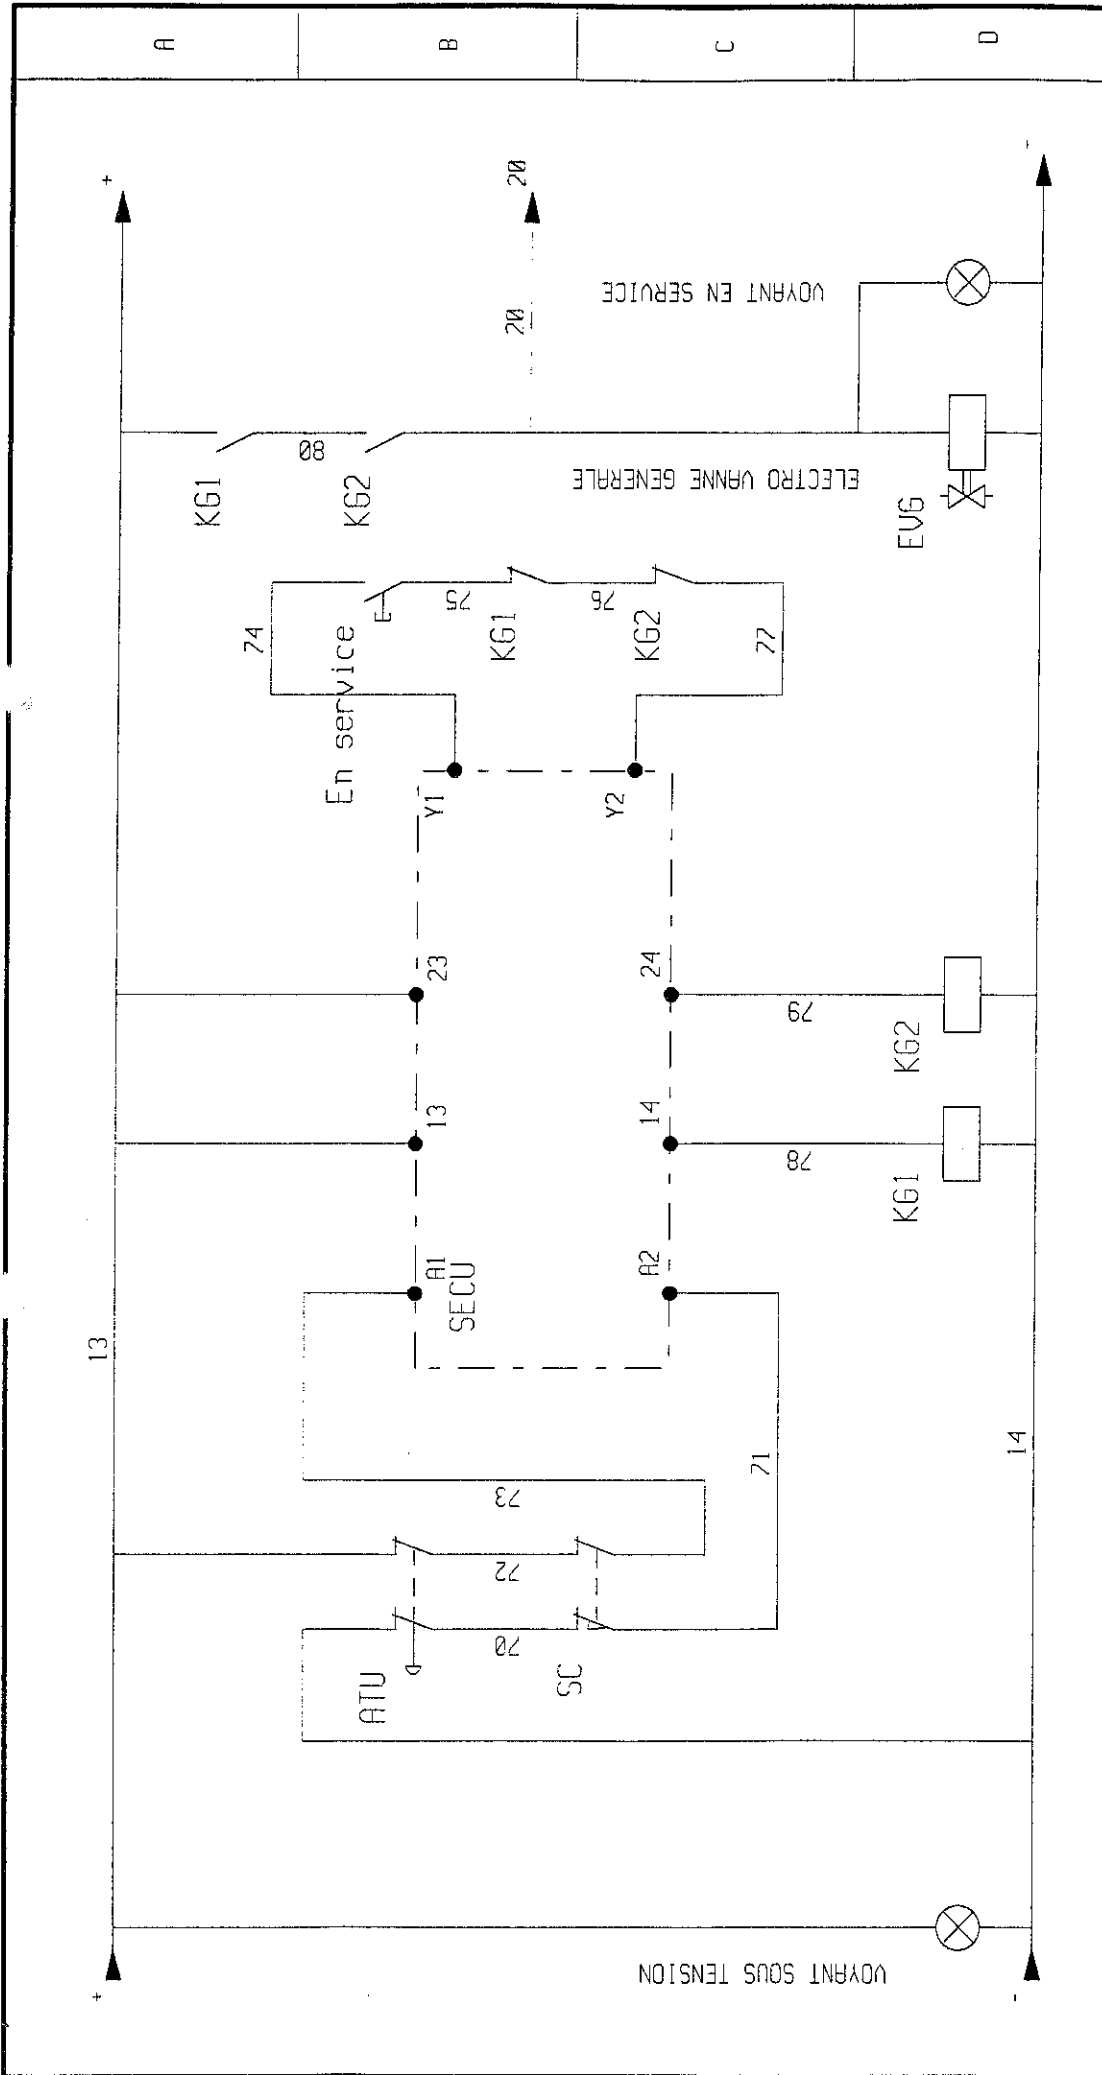 A
B
C
D
+
20
-
20
VOYANT EN SERVICE
80
KG1
KG2
ELECTRO VANNE GENERALE
EVG
74
En service
75
KG1
76
KG2
77
Y1
Y2
23
24
79
KG2
13
14
78
KG1
A1
SECU
A2
13
14
73
71
72
70
ATU
SC
VOYANT SOUS TENSION
+
-